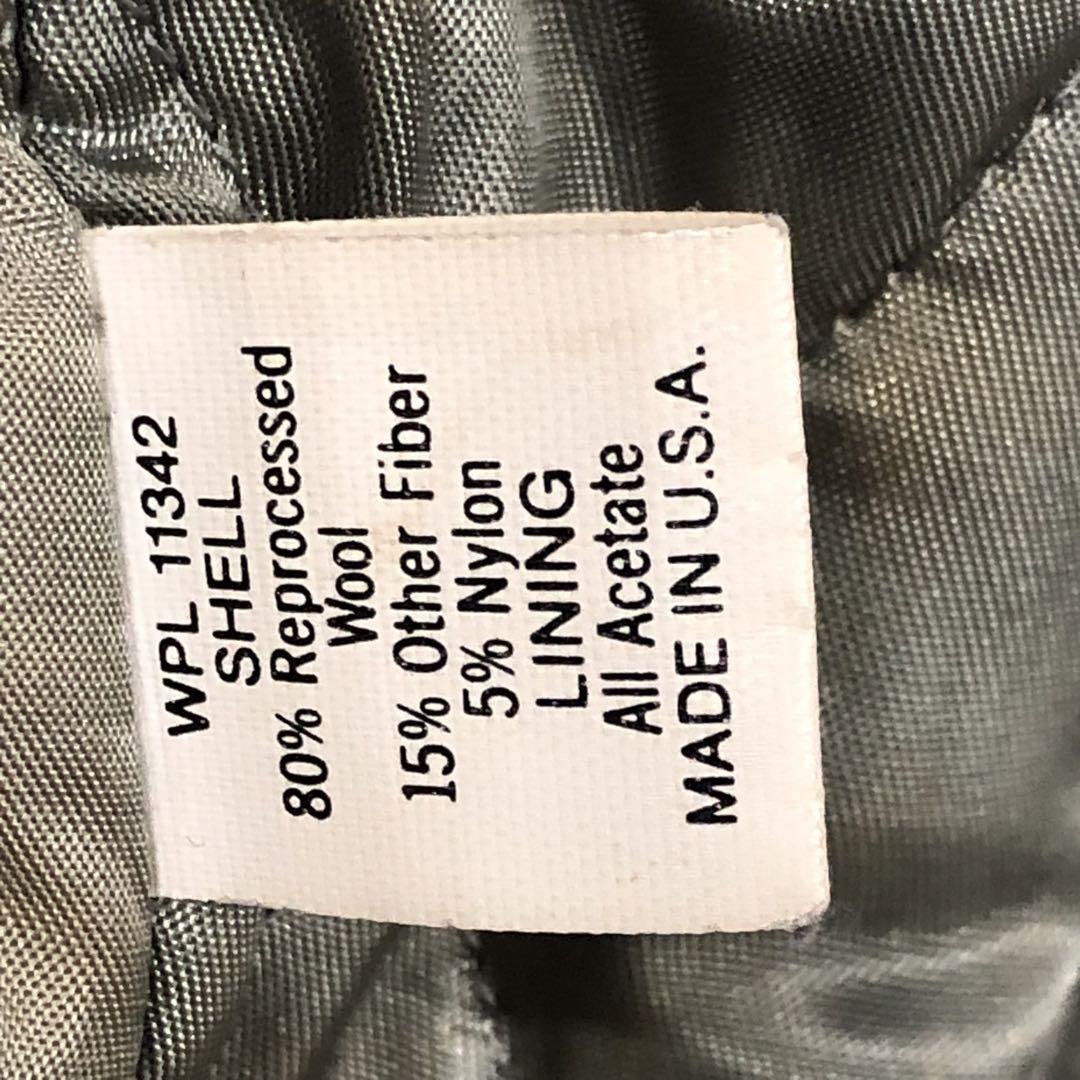 WPL 11342
SHELL
80% Reprocessed
Wool
15% Other Fiber
5% Nylon
LINING
All Acetate
MADE IN U.S.A.